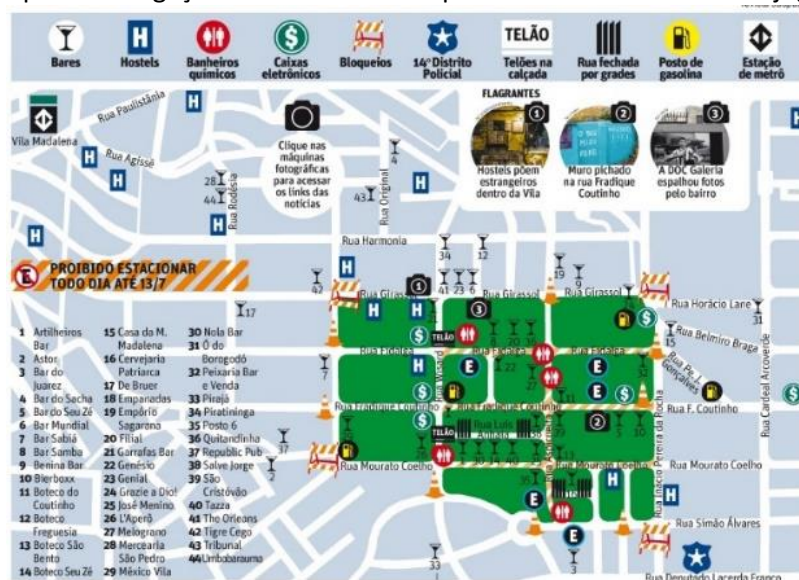 TELÃO
Bares
Hostels
Banheiros
químicos
Caixas
eletrônicos
Bloqueios
14º Distrito
Policial
Telões na
calçada
Rua fechada
por grades
Posto de
gasolina
Estação
de metrô
Vila Madalena
Rua Paulistânia
Rua Agissê
Rua Rodésia
Rua Original
Rua Harmonia
Clique nas
máquinas
fotográficas
para acessar
os links das
notícias
FLAGRANTES
1
Hostels põem
estrangeiros
dentro da Vila
2
Muro pichado
na rua Fradique
Coutinho
3
A DOC Galeria
espalhou fotos
pelo bairro
PROIBIDO ESTACIONAR
TODO DIA ATÉ 13/7
1 Artilheiros
Bar
2 Astor
3 Bar do
Juarez
4 Bar do Sacha
5 Bar do Seu Zé
6 Bar Mundial
7 Bar Sabiá
8 Bar Samba
9 Benina Bar
10 Bierboxx
11 Boteco do
Coutinho
12 Boteco
Freguesia
13 Boteco São
Bento
14 Boteco Seu Zé
15 Casa da M.
Madalena
16 Cervejaria
Patriarca
17 De Bruer
18 Empanadas
19 Empório
Sagarana
20 Filial
21 Garrafas Bar
22 Genésio
23 Genial
24 Grazie a Dio!
25 José Menino
26 L'Aperô
27 Melograno
28 Mercearia
São Pedro
29 México Vila
30 Nola Bar
31 Ó do
Borogodó
32 Peixaria Bar
e Venda
33 Pirajá
34 Piratininga
35 Posto 6
36 Quitandinha
37 Republic Pub
38 Salve Jorge
39 São
Cristóvão
40 Tazza
41 The Orleans
42 Tigre Cego
43 Tribunal
44 Umbabarauma
Rua Girassol
Rua Girassol
Rua Girassol
Rua Horácio Lane
Rua Belmiro Braga
Rua Fidalga
Rua Fidalga
Rua Fidalga
Rua Pe. J.
Gonçalves
Rua Cardeal Arcoverde
Rua Fradique Coutinho
Rua Fradique Coutinho
Rua F. Coutinho
TELÃO
TELÃO
Rua Luis
Rua Aspicuelta
Rua Inácio Pereira da Rocha
Rua Mourato Coelho
Rua Mourato Coelho
Rua Mourato Coelho
Rua Simão Álvares
Rua Deputado Lacerda Franco